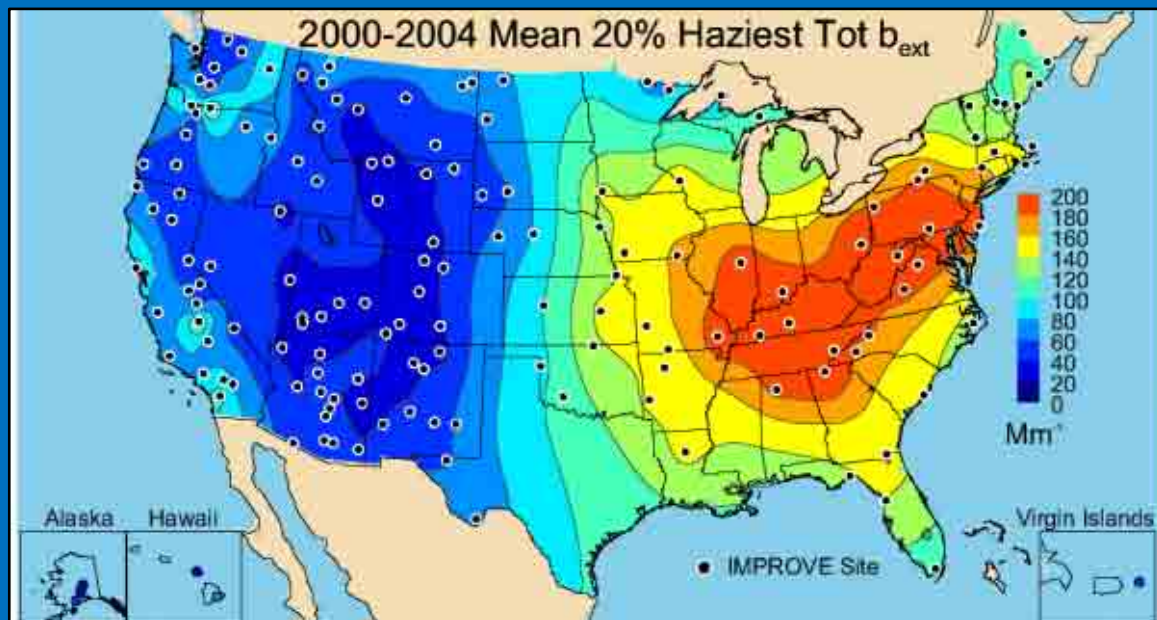 2000-2004 Mean 20% Haziest Tot b_ext
200
180
160
140
120
100
80
60
40
20
0
Mm⁻¹
Alaska
Hawaii
Virgin Islands
IMPROVE Site